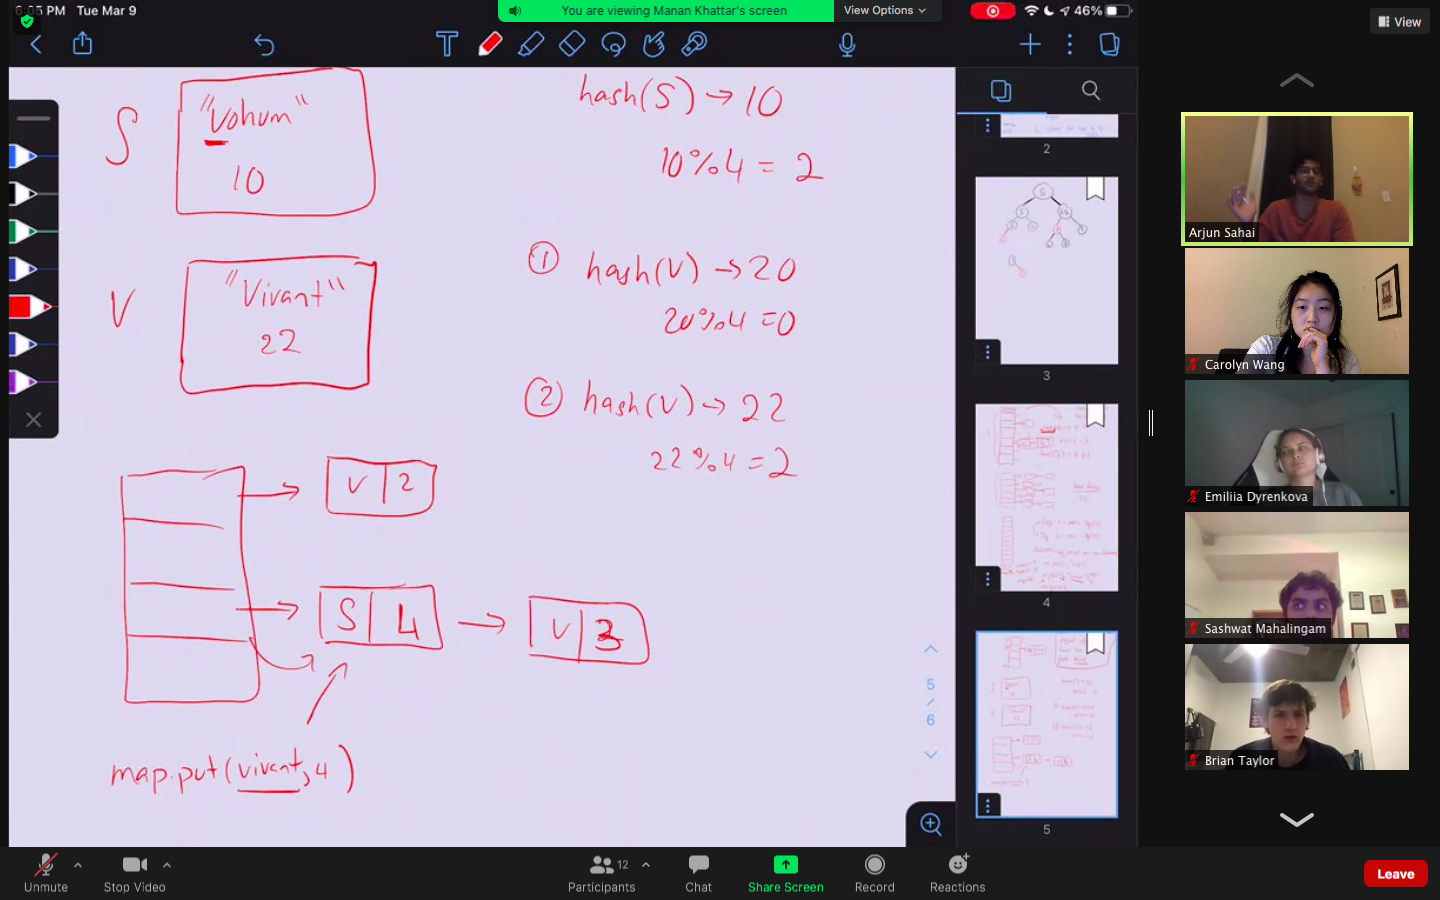 6:05 PM Tue Mar 9
You are viewing Manan Khattar's screen
View Options
46%
View
S
"Vohum"
10
hash(S) → 10
10%4 = 2
V
"Vivant"
22
① hash(V) → 20
20%4 = 0
② hash(V) → 22
22%4 = 2
V 2
S 4
V 3
map.put(vivant, 4)
2
3
4
5
5
/
6
Arjun Sahai
Carolyn Wang
Emiliia Dyrenkova
Sashwat Mahalingam
Brian Taylor
Unmute
Stop Video
Participants
12
Chat
Share Screen
Record
Reactions
Leave